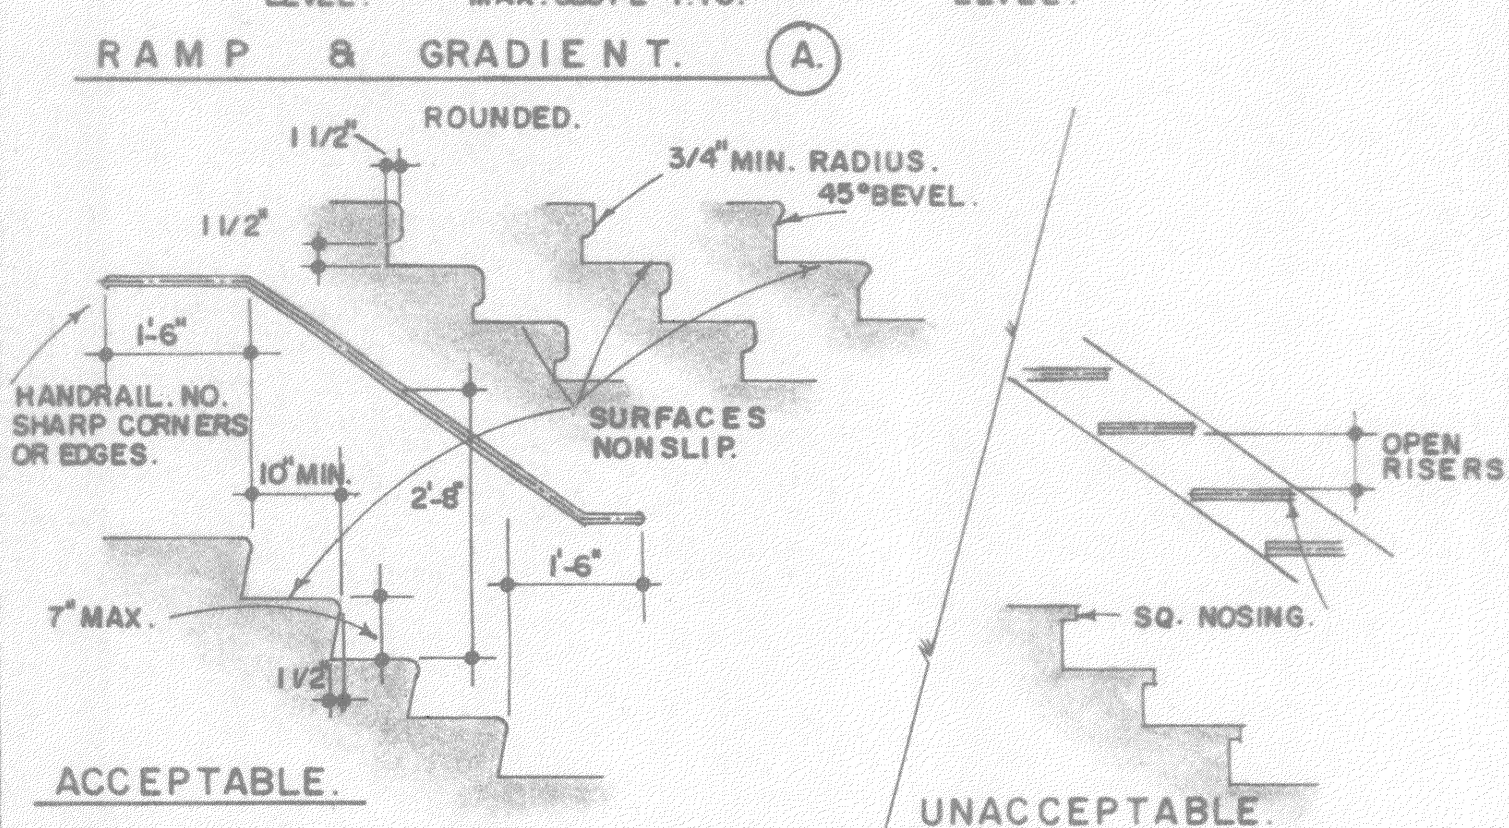 RAMP & GRADIENT. A.
ROUNDED.
1 1/2"
3/4" MIN. RADIUS.
45° BEVEL.
1 1/2"
1'-6"
HANDRAIL. NO.
SHARP CORNERS
OR EDGES.
SURFACES
NONSLIP.
OPEN
RISERS
10" MIN.
2'-8"
1'-6"
7" MAX.
SQ. NOSING.
1 1/2"
ACCEPTABLE.
UNACCEPTABLE.